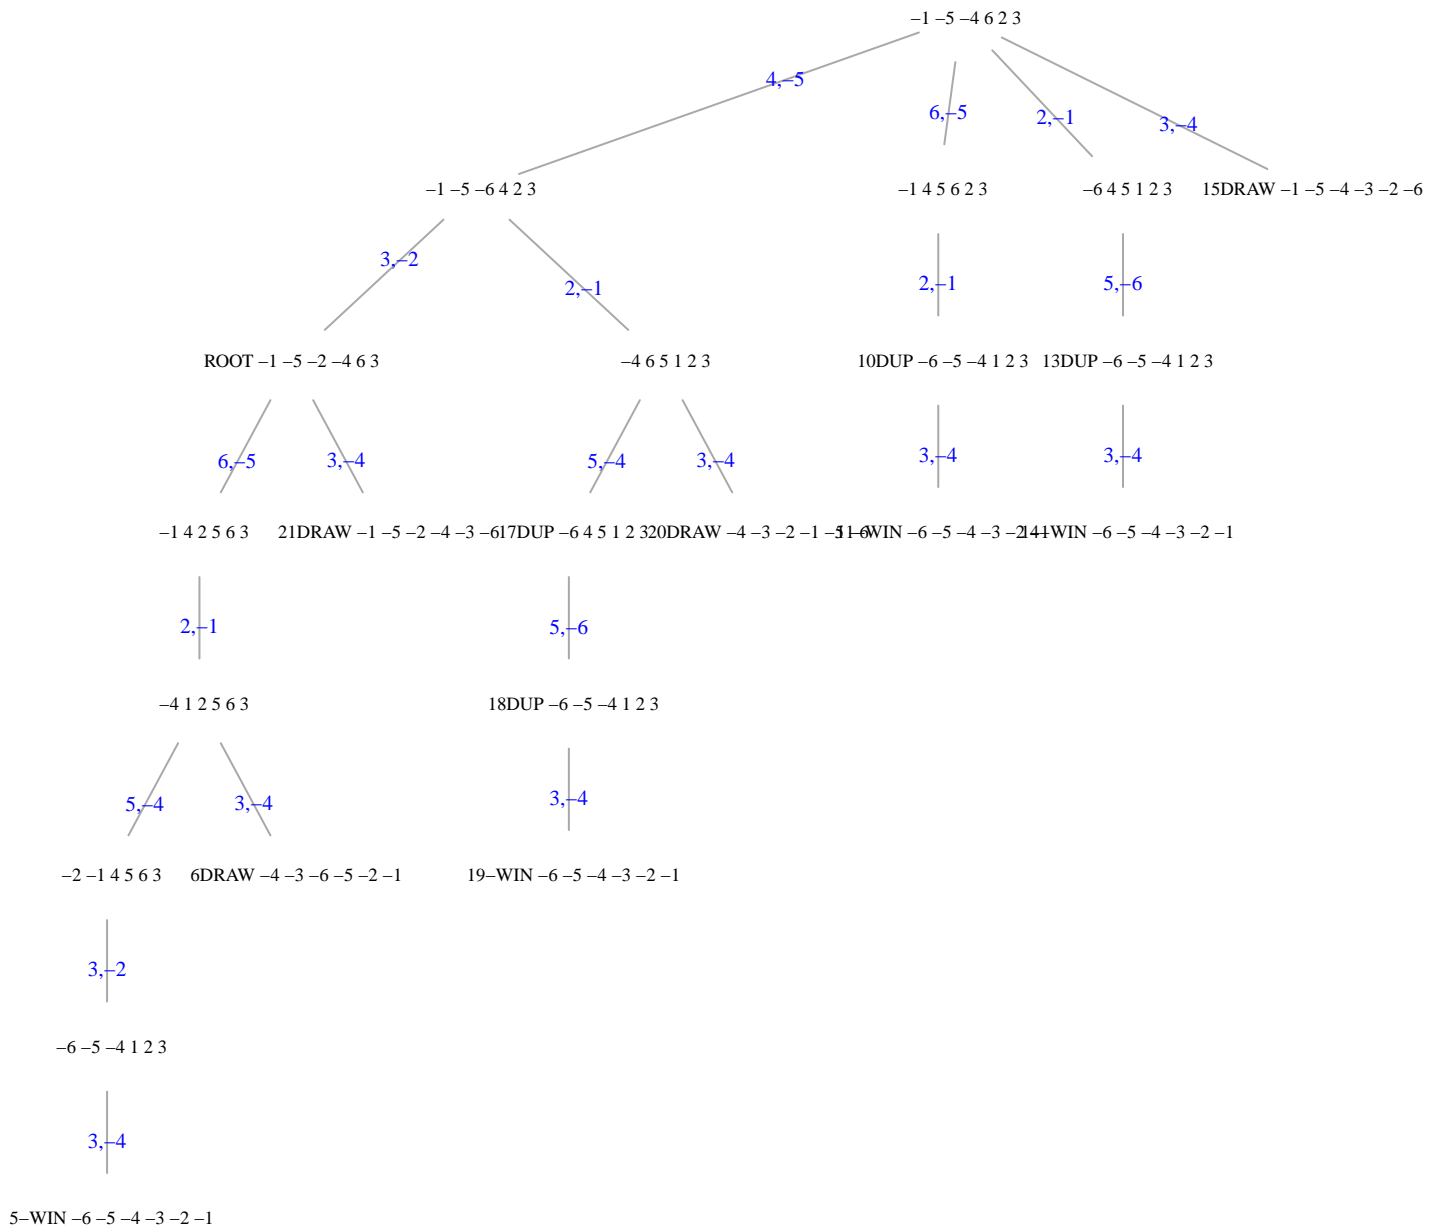 –1 –5 –4 6 2 3
4,–5
6,–5
2,–1
3,–4
–1 –5 –6 4 2 3
–1 4 5 6 2 3
–6 4 5 1 2 3
15DRAW –1 –5 –4 –3 –2 –6
3,–2
2,–1
2,–1
5,–6
ROOT –1 –5 –2 –4 6 3
–4 6 5 1 2 3
10DUP –6 –5 –4 1 2 3
13DUP –6 –5 –4 1 2 3
6,–5
3,–4
5,–4
3,–4
3,–4
3,–4
–1 4 2 5 6 3
21DRAW –1 –5 –2 –4 –3 –6
17DUP –6 4 5 1 2 3
20DRAW –4 –3 –2 –1 –5 –6
11–WIN –6 –5 –4 –3 –2 –1
14–WIN –6 –5 –4 –3 –2 –1
2,–1
5,–6
–4 1 2 5 6 3
18DUP –6 –5 –4 1 2 3
5,–4
3,–4
3,–4
–2 –1 4 5 6 3
6DRAW –4 –3 –6 –5 –2 –1
19–WIN –6 –5 –4 –3 –2 –1
3,–2
–6 –5 –4 1 2 3
3,–4
5–WIN –6 –5 –4 –3 –2 –1